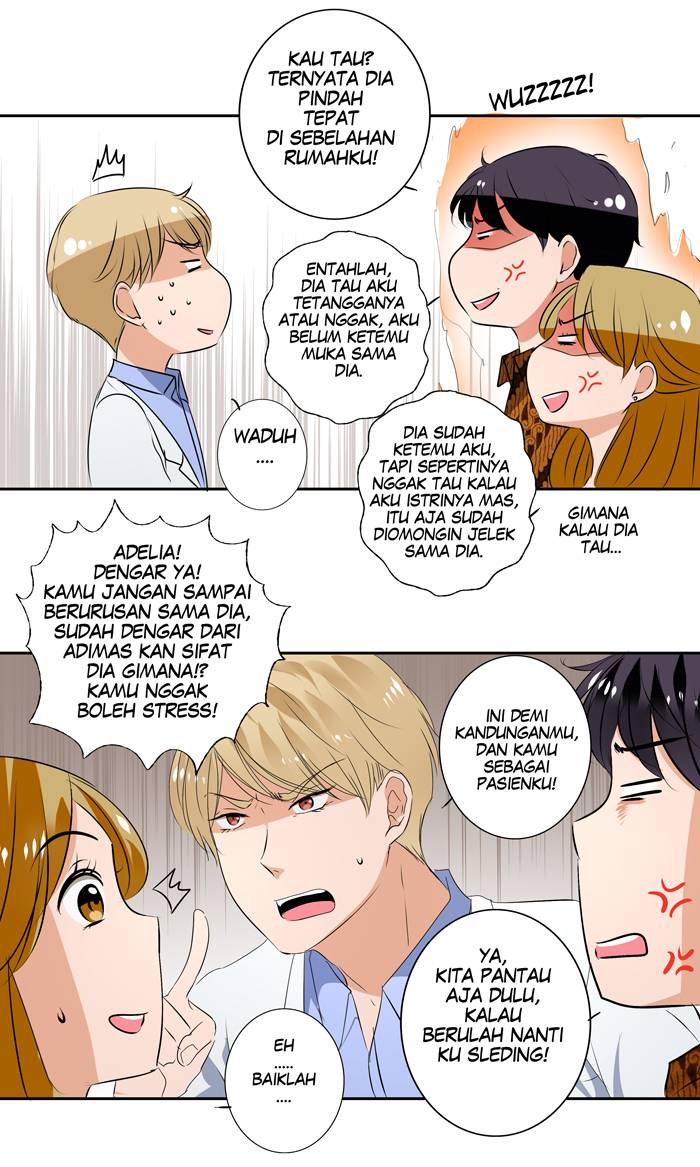 KAU TAU?
TERNYATA DIA
PINDAH
TEPAT
DI SEBELAHAN
RUMAHKU!
WUZZZZZ!
ENTAHLAH,
DIA TAU AKU
TETANGGANYA
ATAU NGGAK, AKU
BELUM KETEMU
MUKA SAMA
DIA.
WADUH
....
DIA SUDAH
KETEMU AKU,
TAPI SEPERTINYA
NGGAK TAU KALAU
AKU ISTRINYA MAS,
ITU AJA SUDAH
DIOMONGIN JELEK
SAMA DIA.
GIMANA
KALAU DIA
TAU...
ADELIA!
DENGAR YA!
KAMU JANGAN SAMPAI
BERURUSAN SAMA DIA,
SUDAH DENGAR DARI
ADIMAS KAN SIFAT
DIA GIMANA!?
KAMU NGGAK
BOLEH STRESS!
INI DEMI
KANDUNGANMU,
DAN KAMU
SEBAGAI
PASIENKU!
YA,
KITA PANTAU
AJA DULU,
KALAU
BERULAH NANTI
KU SLEDING!
EH
.....
BAIKLAH
....